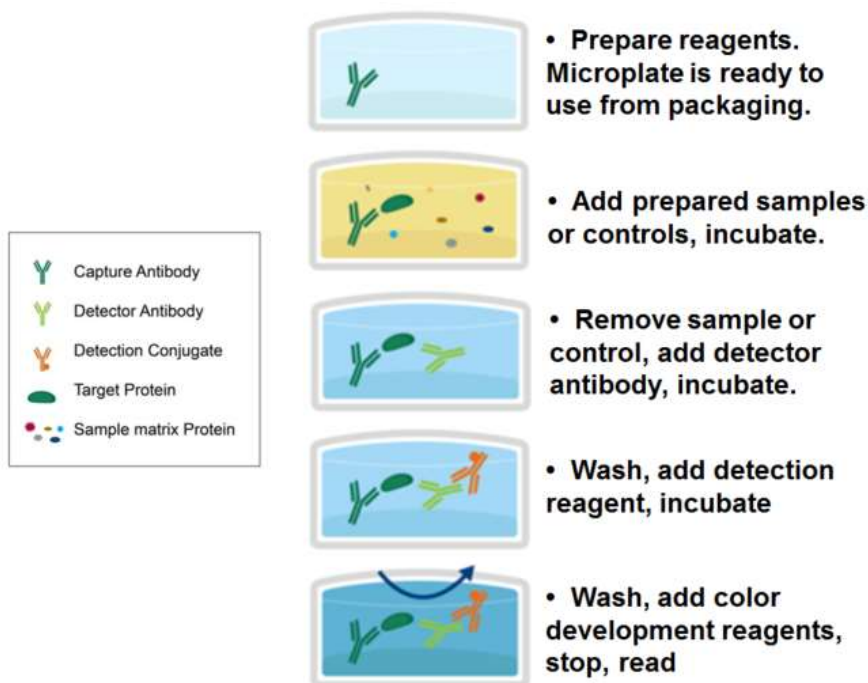 • Prepare reagents.
Microplate is ready to
use from packaging.
• Add prepared samples
or controls, incubate.
Capture Antibody
Detector Antibody
Detection Conjugate
Target Protein
Sample matrix Protein
• Remove sample or
control, add detector
antibody, incubate.
• Wash, add detection
reagent, incubate
• Wash, add color
development reagents,
stop, read